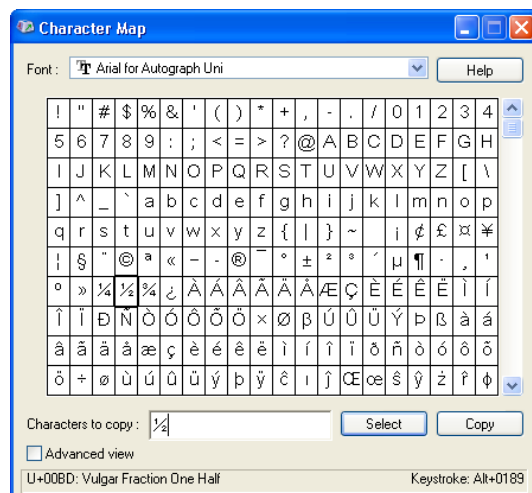 Character Map
Font : Arial for Autograph Uni Help
! " # $ % & ' ( ) * + , - . / 0 1 2 3 4
5 6 7 8 9 : ; < = > ? @ A B C D E F G H
I J K L M N O P Q R S T U V W X Y Z [ \
] ^ _ ` a b c d e f g h i j k l m n o p
q r s t u v w x y z { | } ~ ¡ ¢ £ ¤ ¥
¦ § ¨ © ª « - - ® ¯ ° ± ² ³ ´ µ ¶ · ¸ ¹
º » ¼ ½ ¾ ¿ À Á Â Ã Ä Å Æ Ç È É Ê Ë Ì Í
Î Ï Ð Ñ Ò Ó Ô Õ Ö × Ø β Ú Û Ü Ý Þ ß à á
â ã ä å æ ç è é ê ë ì í î ï ð ñ ò ó ô õ
ö ÷ ø ù ú û ü ý þ ÿ ĉ ı ĵ Œ œ ŝ ŷ ż f̂ ϕ
Characters to copy : ½ Select Copy
Advanced view
U+00BD: Vulgar Fraction One Half Keystroke: Alt+0189